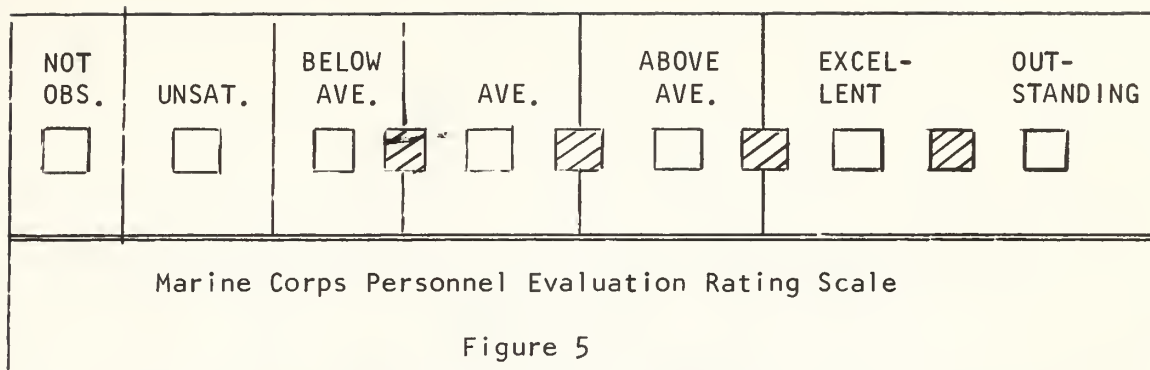 NOT OBS.
UNSAT.
BELOW AVE.
AVE.
ABOVE AVE.
EXCEL-
LENT
OUT-
STANDING
Marine Corps Personnel Evaluation Rating Scale
Figure 5